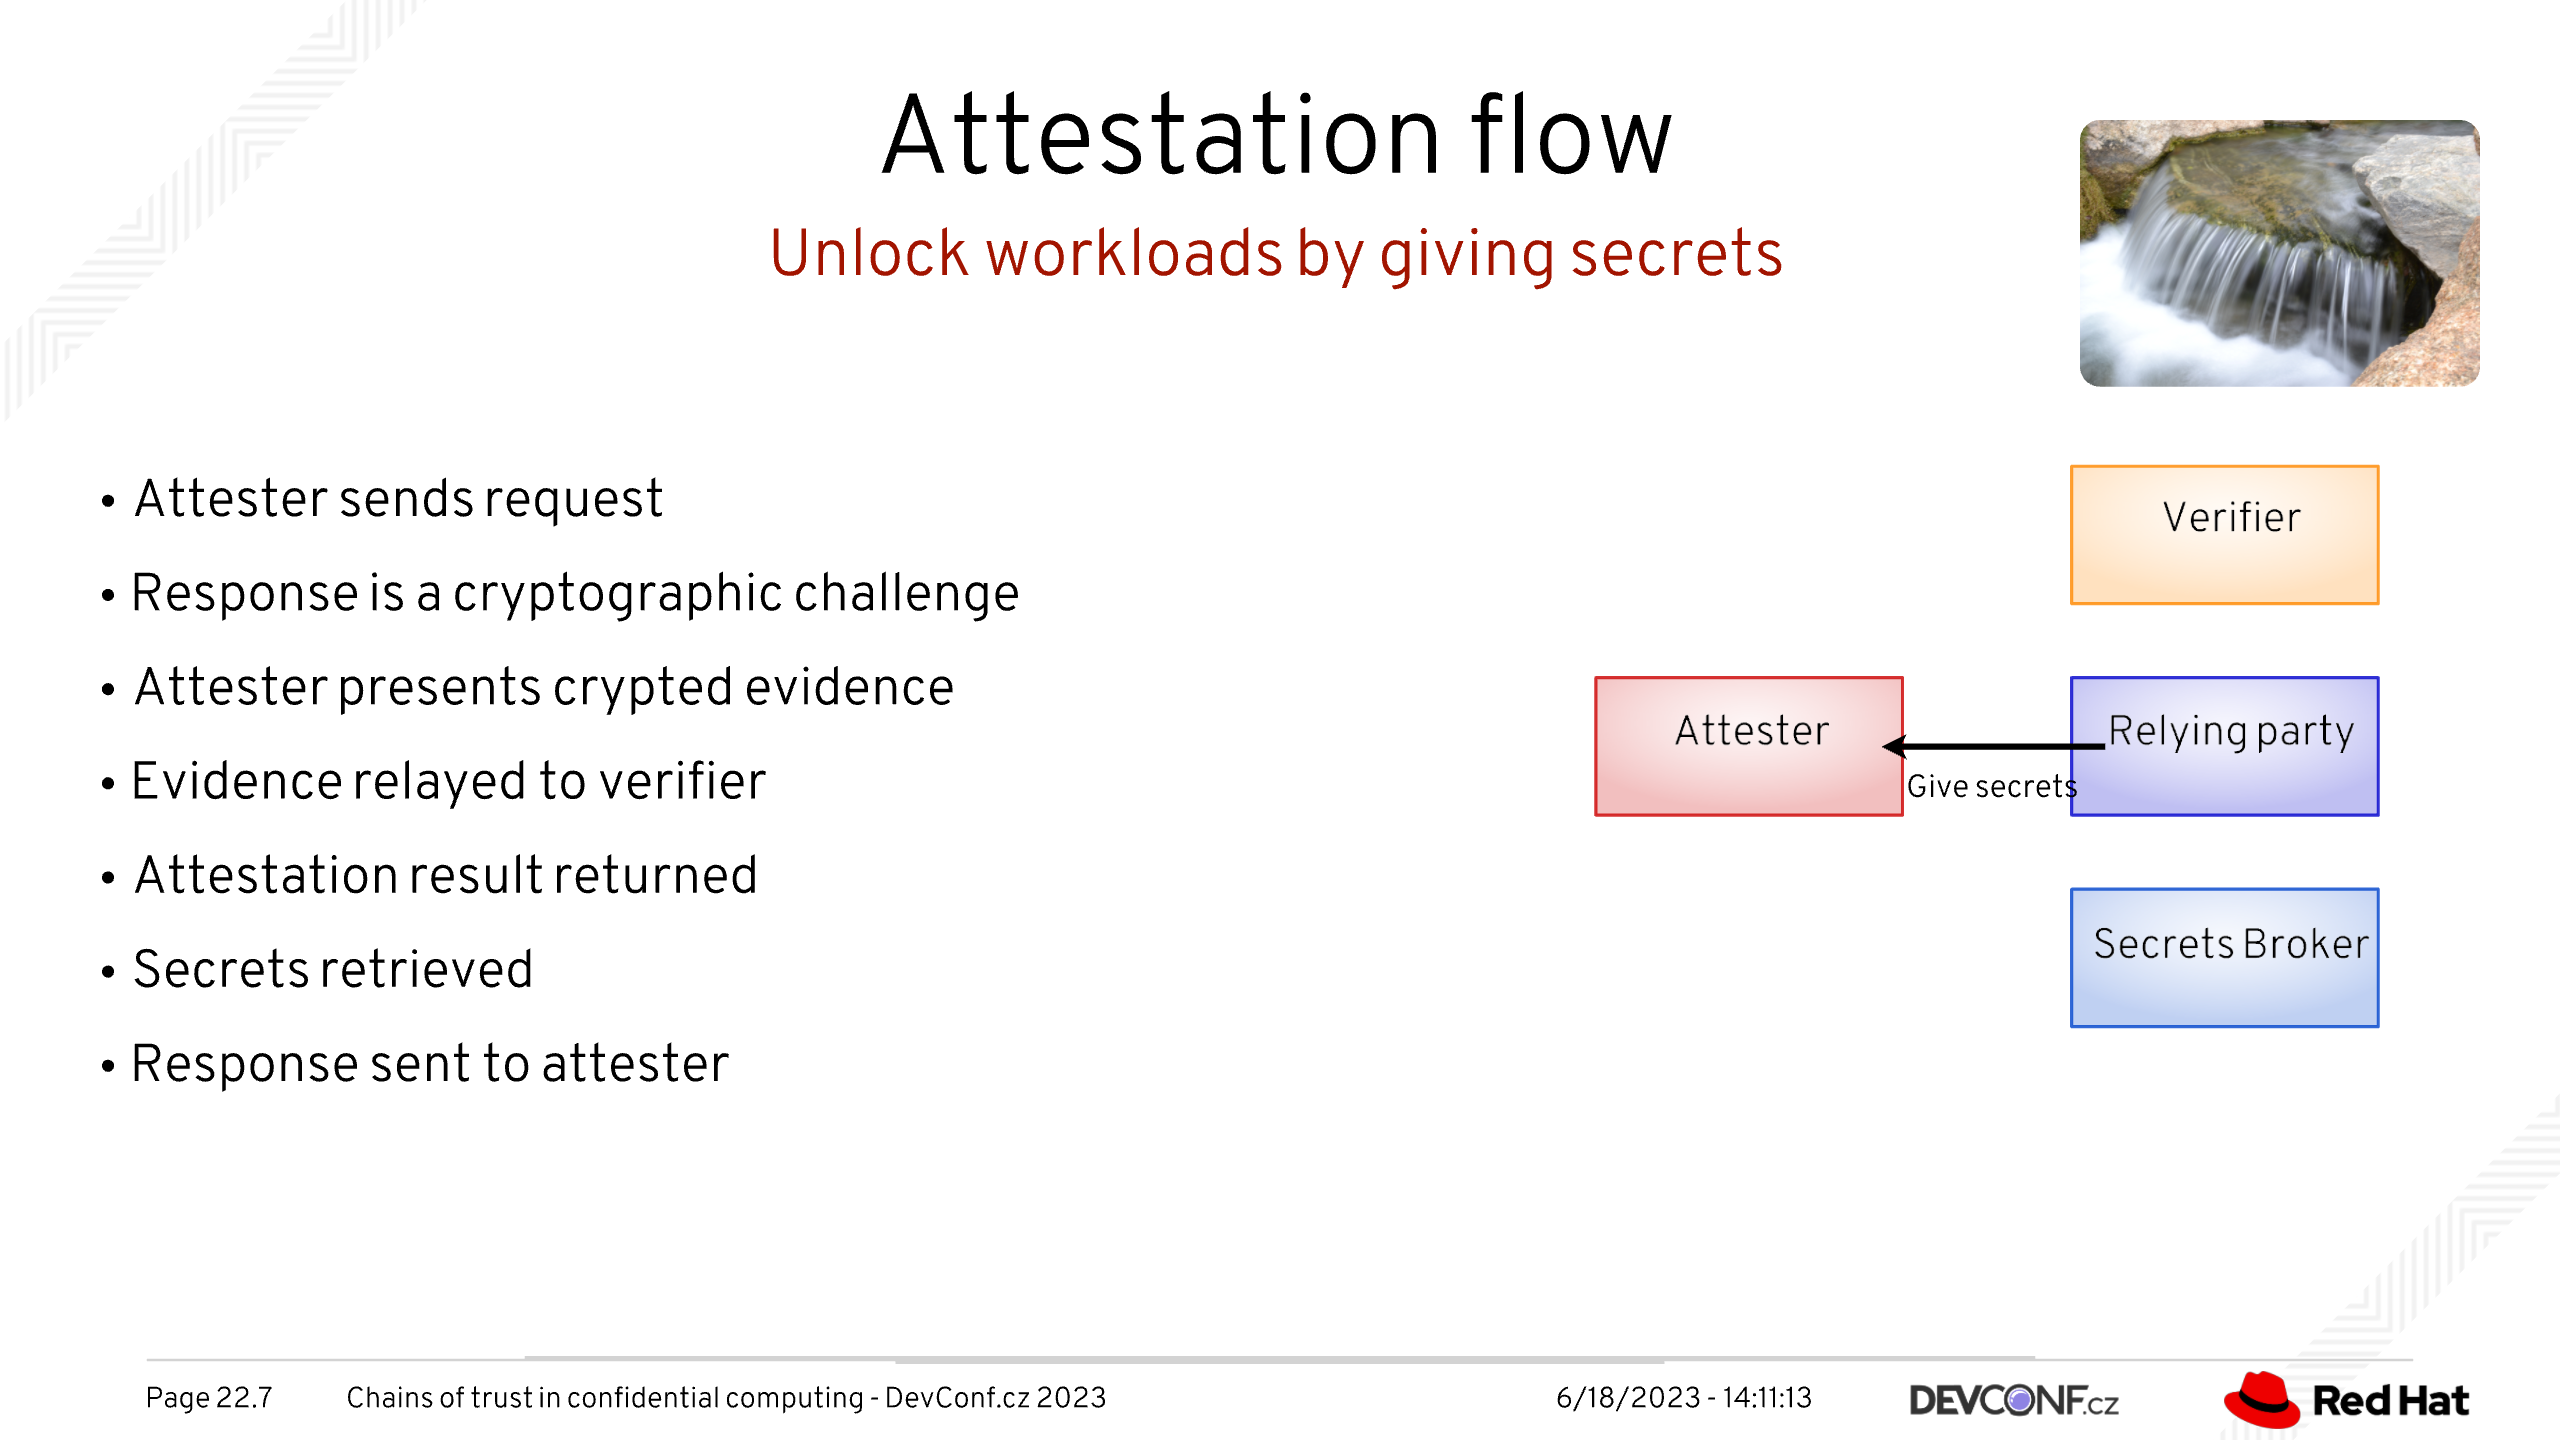 Attestation flow
Unlock workloads by giving secrets
• Attester sends request
• Response is a cryptographic challenge
• Attester presents crypted evidence
• Evidence relayed to verifier
• Attestation result returned
• Secrets retrieved
• Response sent to attester
Verifier
Attester
Relying party
Give secrets
Secrets Broker
Page 22.7
Chains of trust in confidential computing - DevConf.cz 2023
6/18/2023 - 14:11:13
DEVCONF.cz
Red Hat